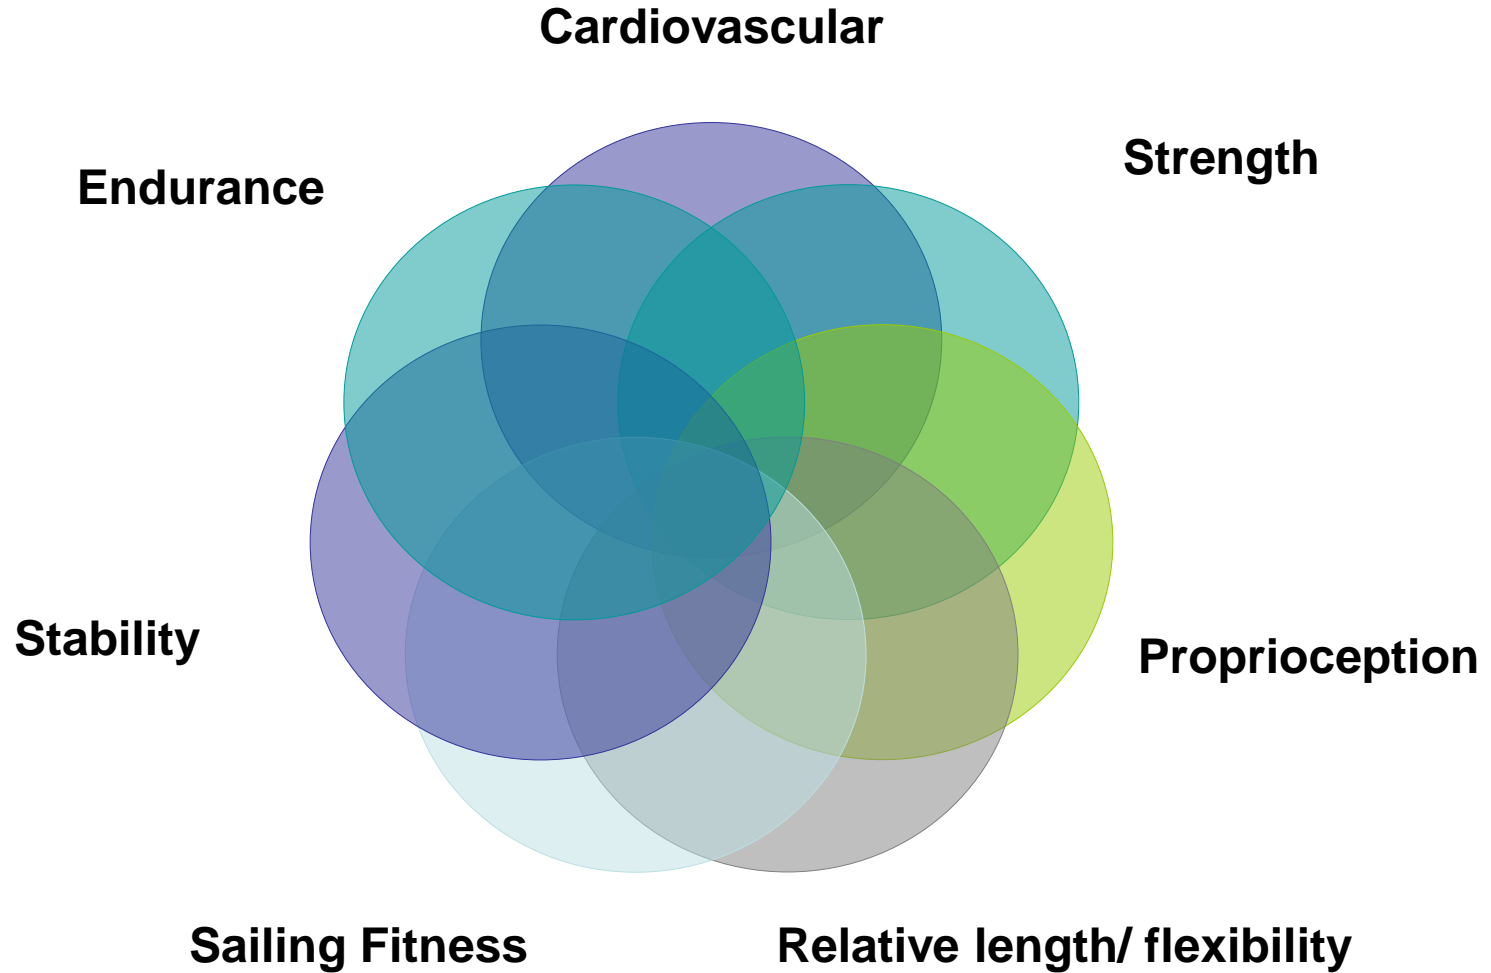 Cardiovascular
Strength
Endurance
Stability
Proprioception
Sailing Fitness
Relative length/ flexibility